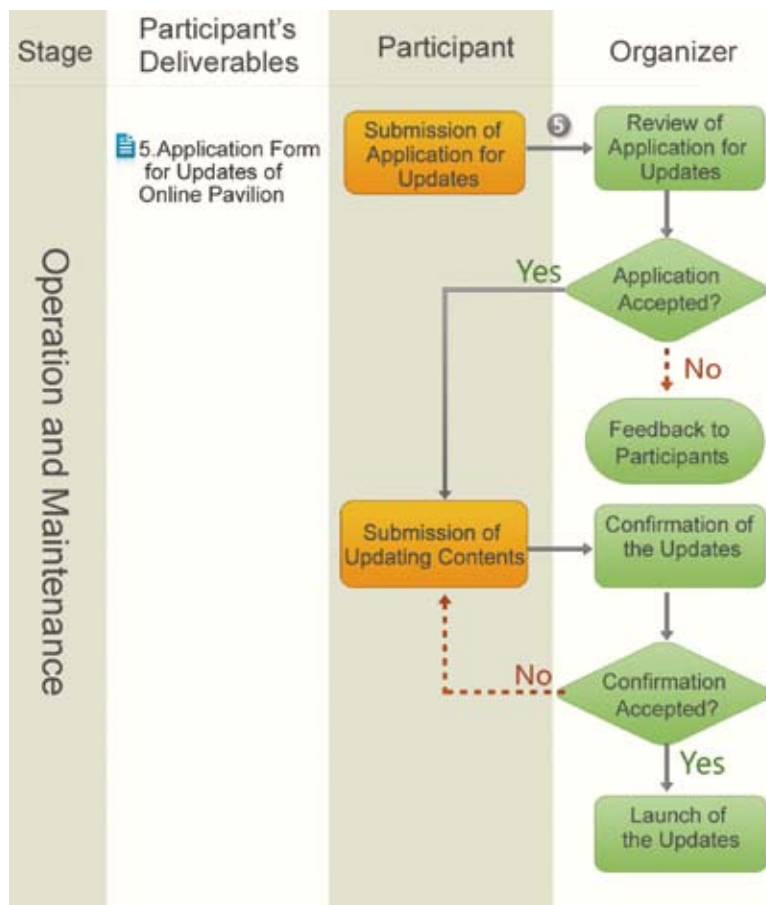 Stage
Participant's
Deliverables
Participant
Organizer
5.Application Form
for Updates of
Online Pavilion
Submission of
Application for
Updates
5
Review of
Application for
Updates
Operation and Maintenance
Yes
Application
Accepted?
No
Feedback to
Participants
Submission of
Updating Contents
Confirmation of
the Updates
No
Confirmation
Accepted?
Yes
Launch of
the Updates